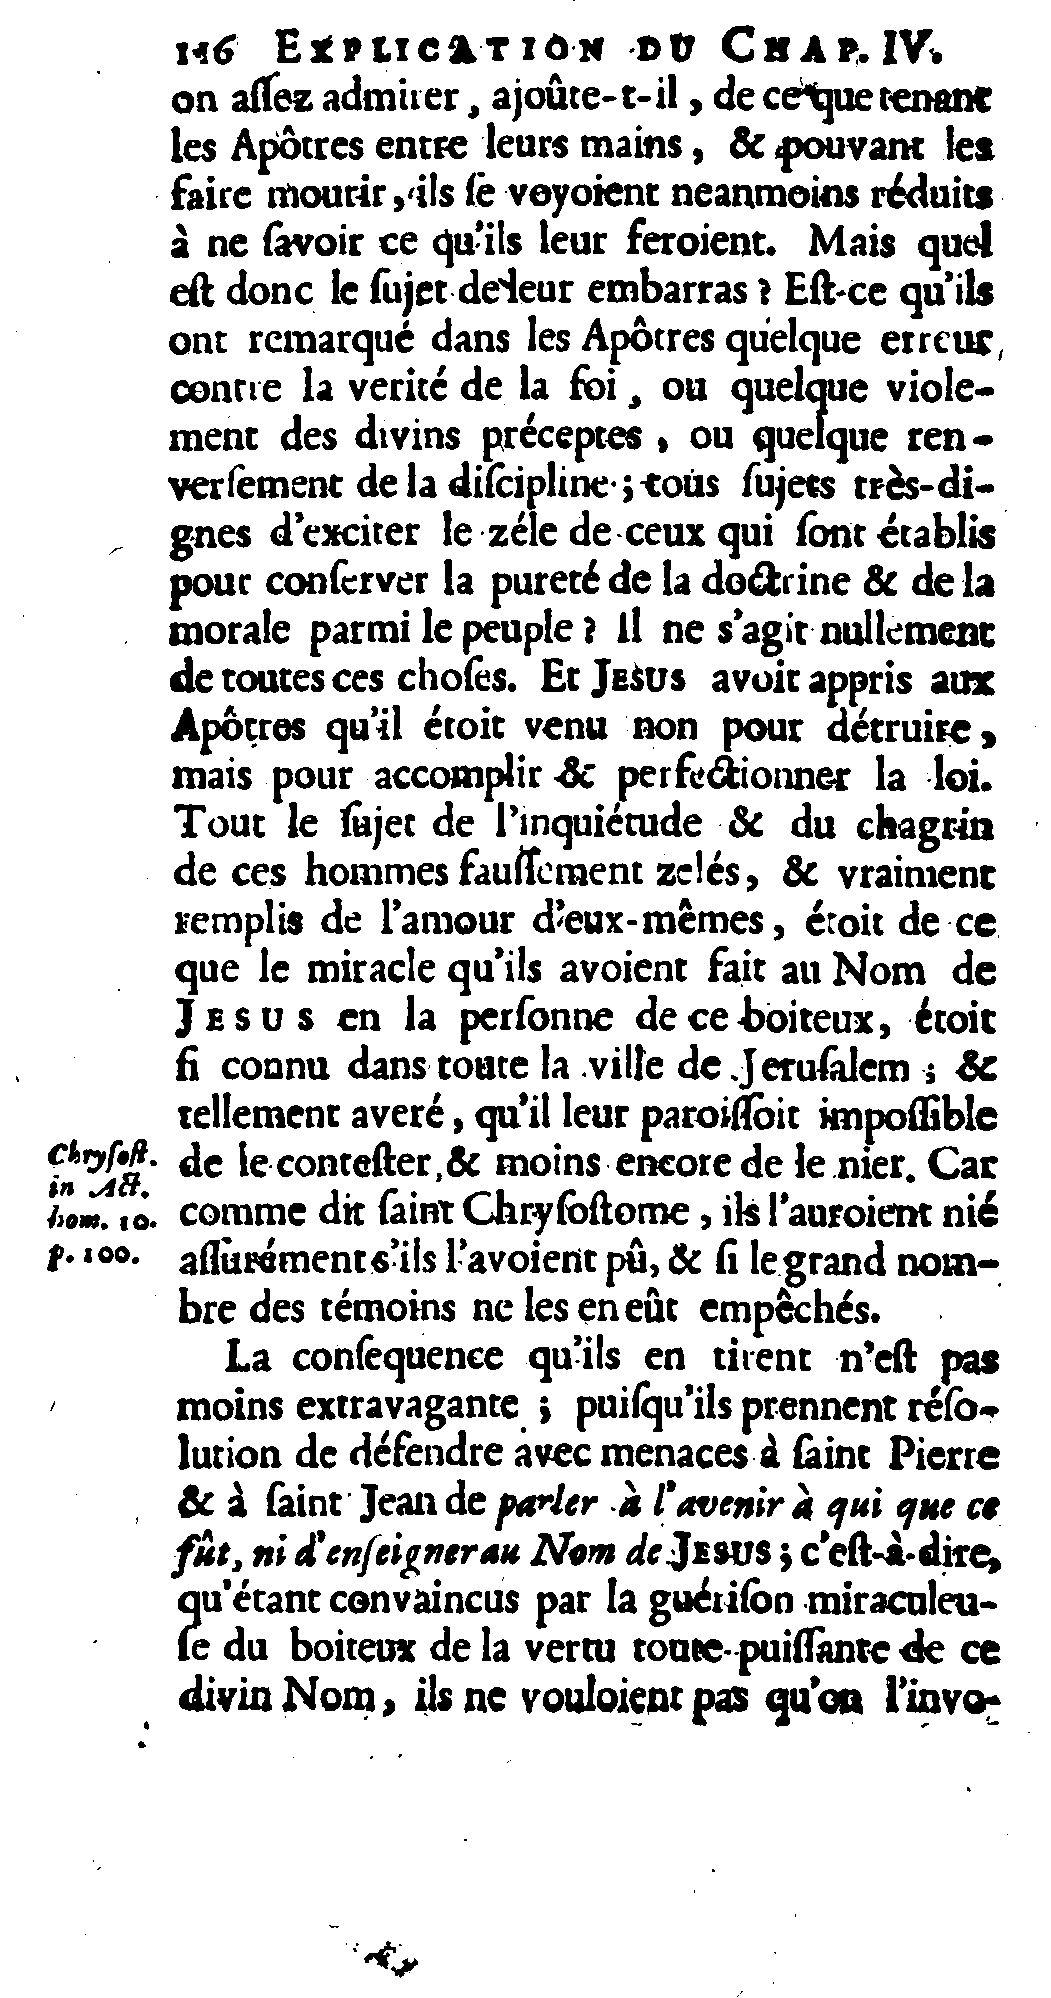 116 EXPLICATION DU CHAP. IV.
on aſſez admirer, ajoûte-t-il, de ce que tenant
les Apôtres entre leurs mains, & pouvant les
faire mourir, ils ſe voyoient neanmoins réduits
à ne ſavoir ce qu'ils leur feroient. Mais quel
eſt donc le ſujet de leur embarras? Eſt-ce qu'ils
ont remarqué dans les Apôtres quelque erreur,
contre la verité de la foi, ou quelque viole-
ment des divins préceptes, ou quelque ren-
verſement de la diſcipline; tous ſujets très-di-
gnes d'exciter le zéle de ceux qui ſont établis
pour conſerver la pureté de la doctrine & de la
morale parmi le peuple? Il ne s'agit nullement
de toutes ces choſes. Et JESUS avoit appris aux
Apôtres qu'il étoit venu non pour détruire,
mais pour accomplir & perfectionner la loi.
Tout le ſujet de l'inquiétude & du chagrin
de ces hommes fauſſement zelés, & vraiment
remplis de l'amour d'eux-mêmes, étoit de ce
que le miracle qu'ils avoient fait au Nom de
JESUS en la perſonne de ce boiteux, étoit
ſi connu dans toute la ville de Jeruſalem; &
tellement averé, qu'il leur paroiſſoit impoſſible
de le conteſter, & moins encore de le nier. Car
comme dit ſaint Chryſoſtome, ils l'auroient nié
aſſûrément s'ils l'avoient pû, & ſi le grand nom-
bre des témoins ne les en eût empêchés.
Chryſoſt.
in Act.
hom. 10.
p. 100.
La conſequence qu'ils en tirent n'eſt pas
moins extravagante; puiſqu'ils prennent réſo-
lution de défendre avec menaces à ſaint Pierre
& à ſaint Jean de parler à l'avenir à qui que ce
fût, ni d'enſeigner au Nom de JESUS; c'eſt-à-dire,
qu'étant convaincus par la guériſon miraculeu-
ſe du boiteux de la vertu toute-puiſſante de ce
divin Nom, ils ne vouloient pas qu'on l'invo-